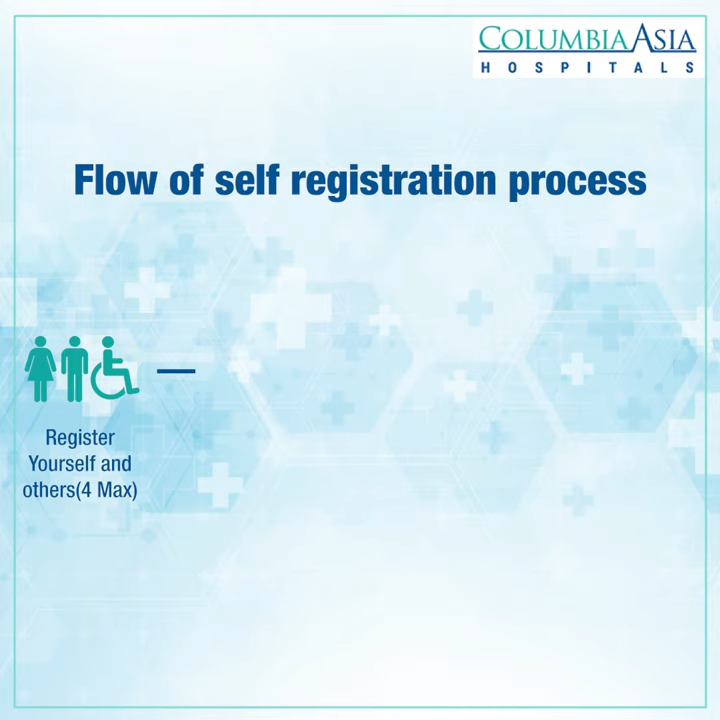 COLUMBIA ASIA
HOSPITALS
Flow of self registration process
Register
Yourself and
others(4 Max)